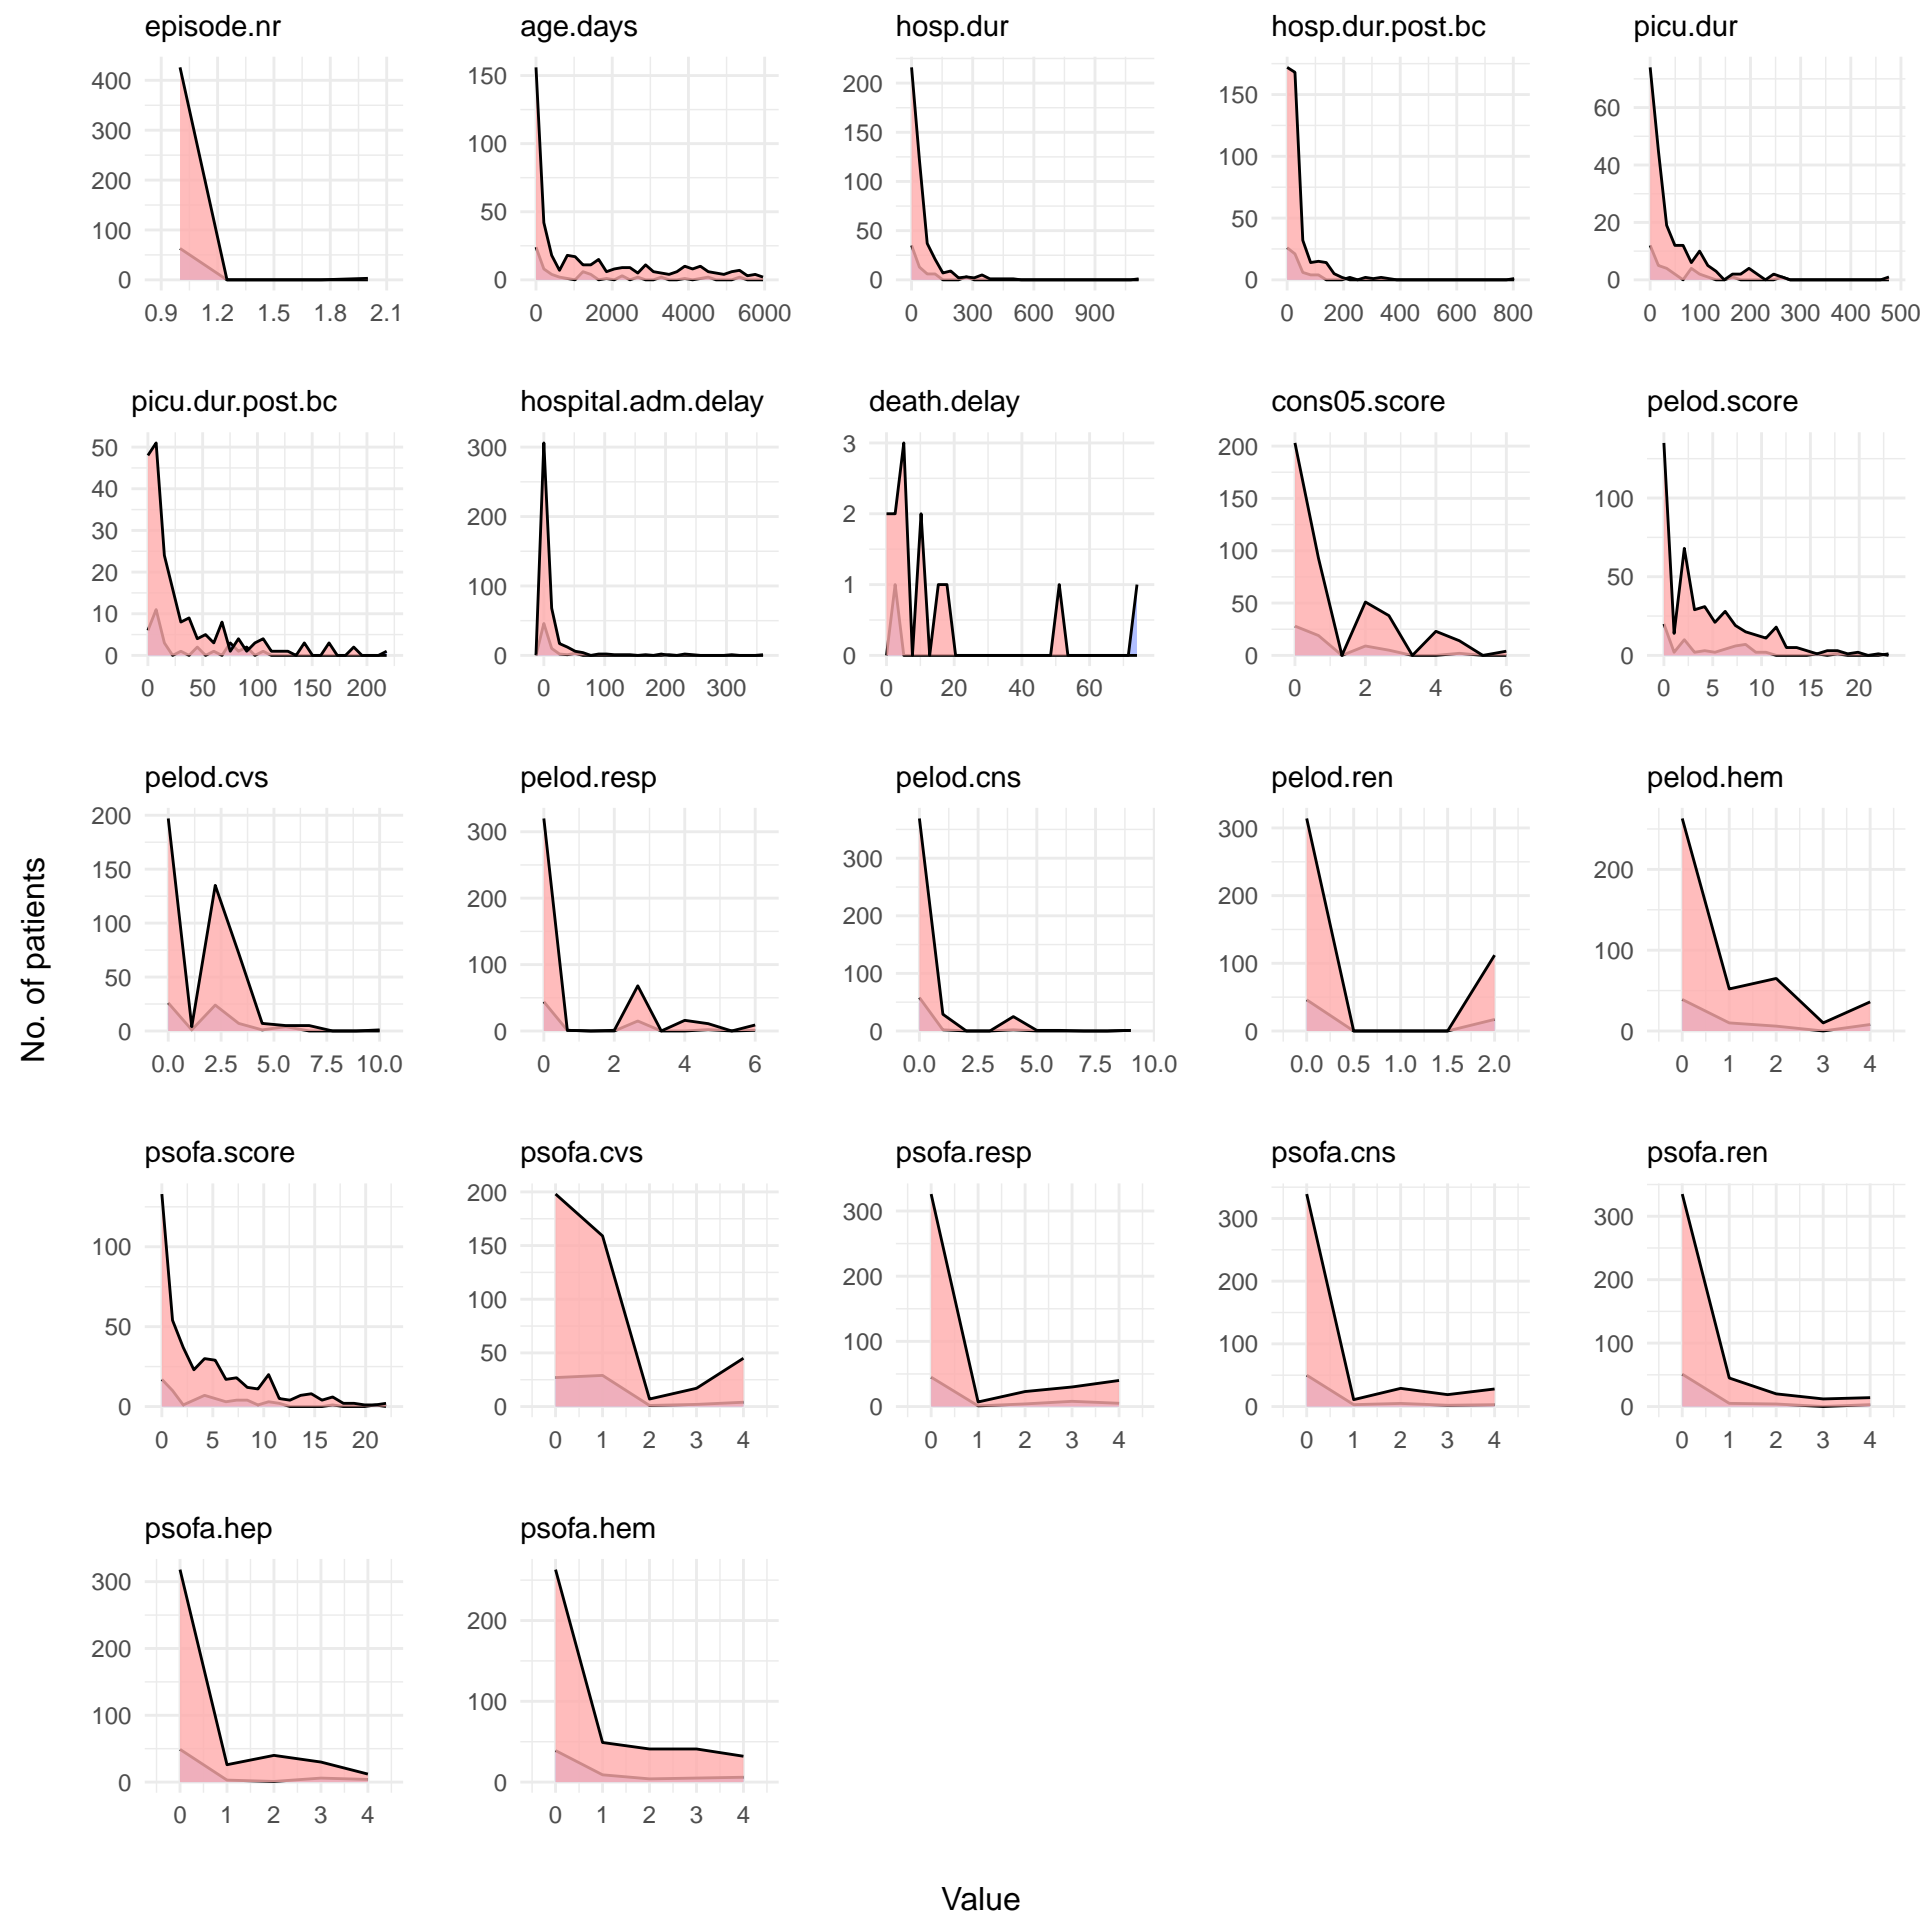 episode.nr age.days hosp.dur hosp.dur.post.bc picu.dur
400 300 200 100 0
150 100 50 0
200 150 100 50 0
150 100 50 0
60 40 20 0
0.9 1.2 1.5 1.8 2.1
0 2000 4000 6000
0 300 600 900
0 200 400 600 800
0 100 200 300 400 500
picu.dur.post.bc hospital.adm.delay death.delay cons05.score pelod.score
50 40 30 20 10 0
300 200 100 0
3 2 1 0
200 150 100 50 0
100 50 0
0 50 100 150 200
0 100 200 300
0 20 40 60
0 2 4 6
0 5 10 15 20
pelod.cvs pelod.resp pelod.cns pelod.ren pelod.hem
200 150 100 50 0
300 200 100 0
300 200 100 0
300 200 100 0
200 100 0
0.0 2.5 5.0 7.5 10.0
0 2 4 6
0.0 2.5 5.0 7.5 10.0
0.0 0.5 1.0 1.5 2.0
0 1 2 3 4
No. of patients
psofa.score psofa.cvs psofa.resp psofa.cns psofa.ren
100 50 0
200 150 100 50 0
300 200 100 0
300 200 100 0
300 200 100 0
0 5 10 15 20
0 1 2 3 4
0 1 2 3 4
0 1 2 3 4
0 1 2 3 4
psofa.hep psofa.hem
300 200 100 0
200 100 0
0 1 2 3 4
0 1 2 3 4
Value